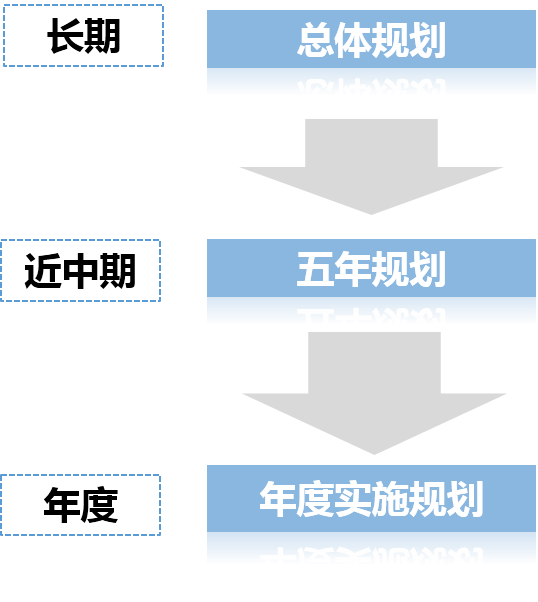 长期
总体规划
近中期
五年规划
年度
年度实施规划